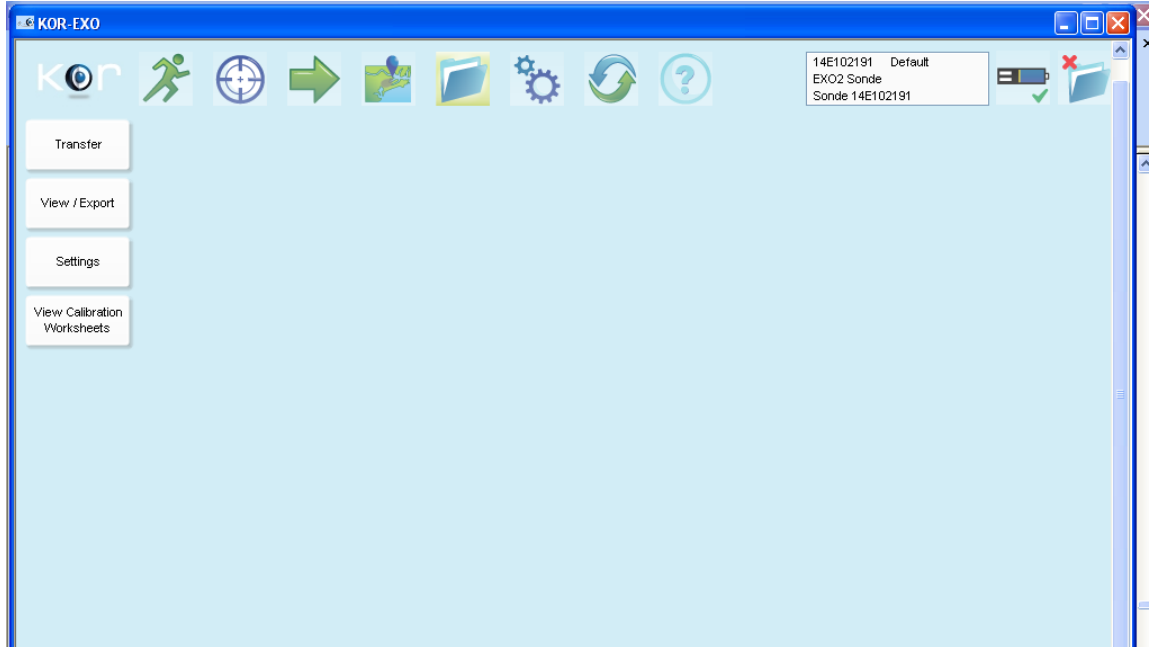 KOR-EXO
Kor
?
14E102191 Default
EXO2 Sonde
Sonde 14E102191
Transfer
View / Export
Settings
View Calibration
Worksheets